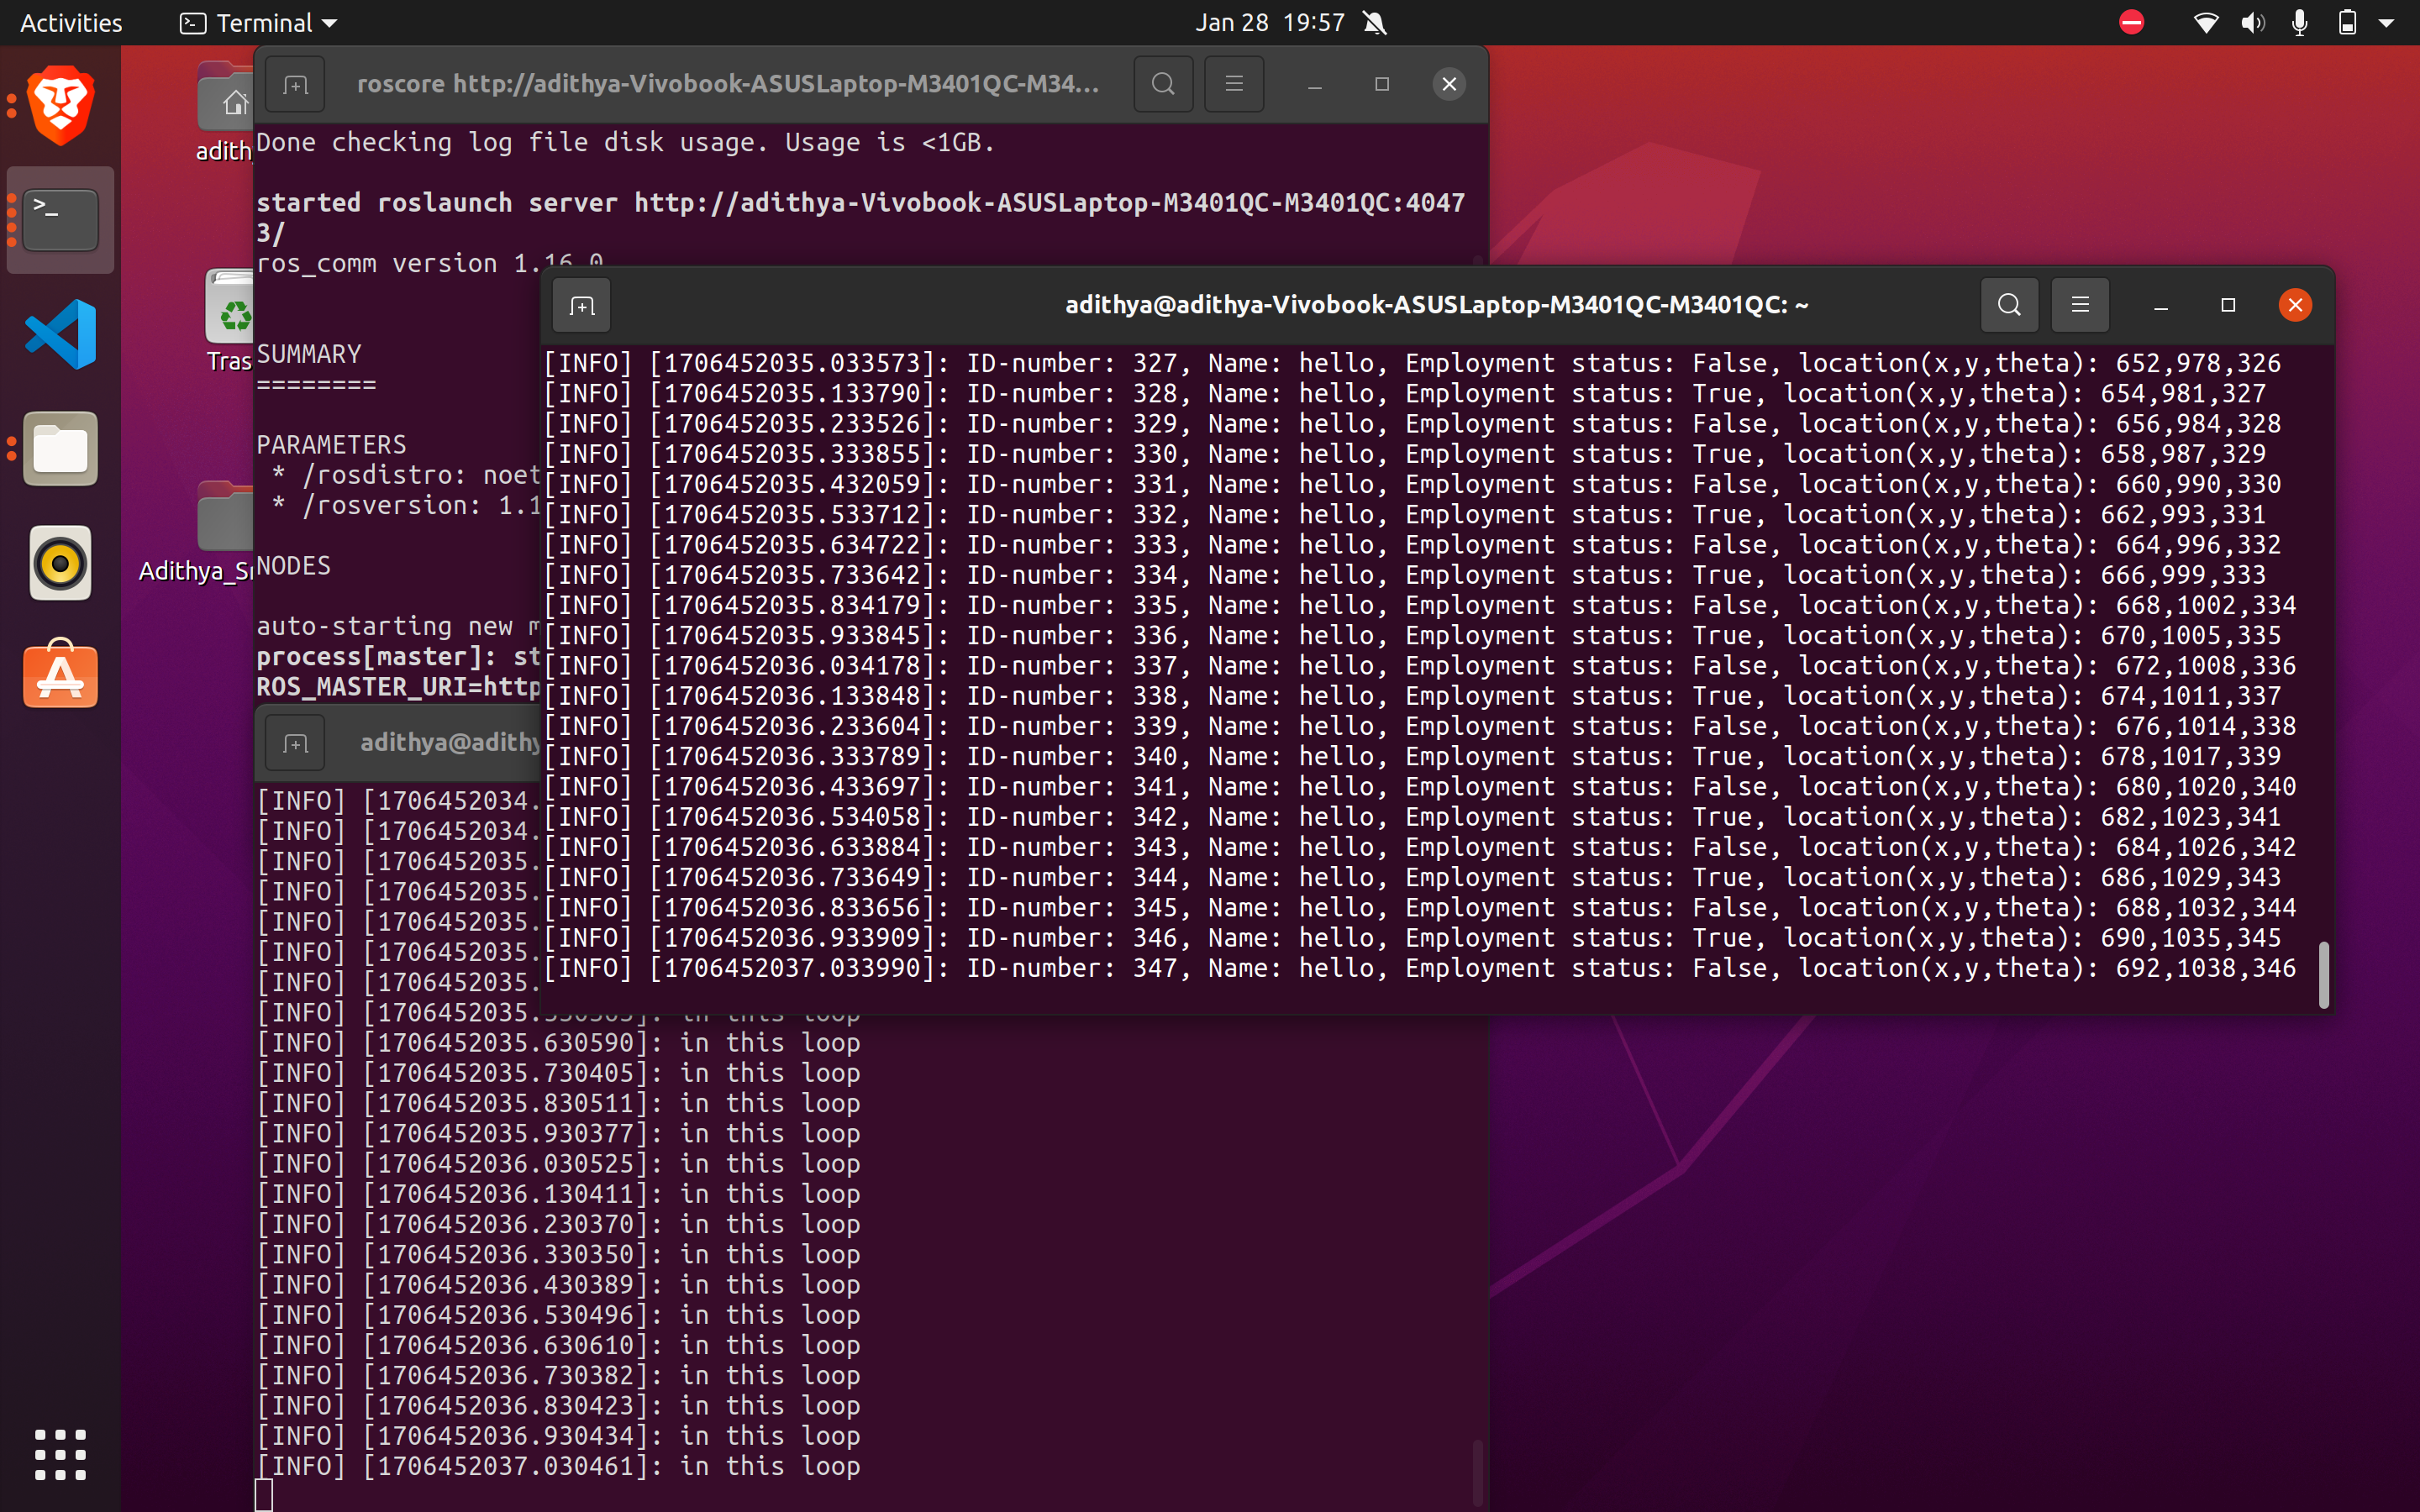 Activities
Terminal
Jan 28 19:57
adith
Tras
Adithya_Sr
roscore http://adithya-Vivobook-ASUSLaptop-M3401QC-M34...
Done checking log file disk usage. Usage is <1GB.
started roslaunch server http://adithya-Vivobook-ASUSLaptop-M3401QC-M3401QC:4047
3/
ros_comm version 1.16.0
SUMMARY
========
PARAMETERS
* /rosdistro: noet
* /rosversion: 1.1
NODES
auto-starting new m
process[master]: st
ROS_MASTER_URI=http
adithya@adithya-Vivobook-ASUSLaptop-M3401QC-M3401QC: ~
[INFO] [1706452035.033573]: ID-number: 327, Name: hello, Employment status: False, location(x,y,theta): 652,978,326
[INFO] [1706452035.133790]: ID-number: 328, Name: hello, Employment status: True, location(x,y,theta): 654,981,327
[INFO] [1706452035.233526]: ID-number: 329, Name: hello, Employment status: False, location(x,y,theta): 656,984,328
[INFO] [1706452035.333855]: ID-number: 330, Name: hello, Employment status: True, location(x,y,theta): 658,987,329
[INFO] [1706452035.432059]: ID-number: 331, Name: hello, Employment status: False, location(x,y,theta): 660,990,330
[INFO] [1706452035.533712]: ID-number: 332, Name: hello, Employment status: True, location(x,y,theta): 662,993,331
[INFO] [1706452035.634722]: ID-number: 333, Name: hello, Employment status: False, location(x,y,theta): 664,996,332
[INFO] [1706452035.733642]: ID-number: 334, Name: hello, Employment status: True, location(x,y,theta): 666,999,333
[INFO] [1706452035.834179]: ID-number: 335, Name: hello, Employment status: False, location(x,y,theta): 668,1002,334
[INFO] [1706452035.933845]: ID-number: 336, Name: hello, Employment status: True, location(x,y,theta): 670,1005,335
[INFO] [1706452036.034178]: ID-number: 337, Name: hello, Employment status: False, location(x,y,theta): 672,1008,336
[INFO] [1706452036.133848]: ID-number: 338, Name: hello, Employment status: True, location(x,y,theta): 674,1011,337
[INFO] [1706452036.233604]: ID-number: 339, Name: hello, Employment status: False, location(x,y,theta): 676,1014,338
[INFO] [1706452036.333789]: ID-number: 340, Name: hello, Employment status: True, location(x,y,theta): 678,1017,339
[INFO] [1706452036.433697]: ID-number: 341, Name: hello, Employment status: False, location(x,y,theta): 680,1020,340
[INFO] [1706452036.534058]: ID-number: 342, Name: hello, Employment status: True, location(x,y,theta): 682,1023,341
[INFO] [1706452036.633884]: ID-number: 343, Name: hello, Employment status: False, location(x,y,theta): 684,1026,342
[INFO] [1706452036.733649]: ID-number: 344, Name: hello, Employment status: True, location(x,y,theta): 686,1029,343
[INFO] [1706452036.833656]: ID-number: 345, Name: hello, Employment status: False, location(x,y,theta): 688,1032,344
[INFO] [1706452036.933909]: ID-number: 346, Name: hello, Employment status: True, location(x,y,theta): 690,1035,345
[INFO] [1706452037.033990]: ID-number: 347, Name: hello, Employment status: False, location(x,y,theta): 692,1038,346
adithya@adithy
[INFO] [1706452034.
[INFO] [1706452034.
[INFO] [1706452035.
[INFO] [1706452035.
[INFO] [1706452035.
[INFO] [1706452035.
[INFO] [1706452035.
[INFO] [1706452035. in this loop
[INFO] [1706452035.630590]: in this loop
[INFO] [1706452035.730405]: in this loop
[INFO] [1706452035.830511]: in this loop
[INFO] [1706452035.930377]: in this loop
[INFO] [1706452036.030525]: in this loop
[INFO] [1706452036.130411]: in this loop
[INFO] [1706452036.230370]: in this loop
[INFO] [1706452036.330350]: in this loop
[INFO] [1706452036.430389]: in this loop
[INFO] [1706452036.530496]: in this loop
[INFO] [1706452036.630610]: in this loop
[INFO] [1706452036.730382]: in this loop
[INFO] [1706452036.830423]: in this loop
[INFO] [1706452036.930434]: in this loop
[INFO] [1706452037.030461]: in this loop